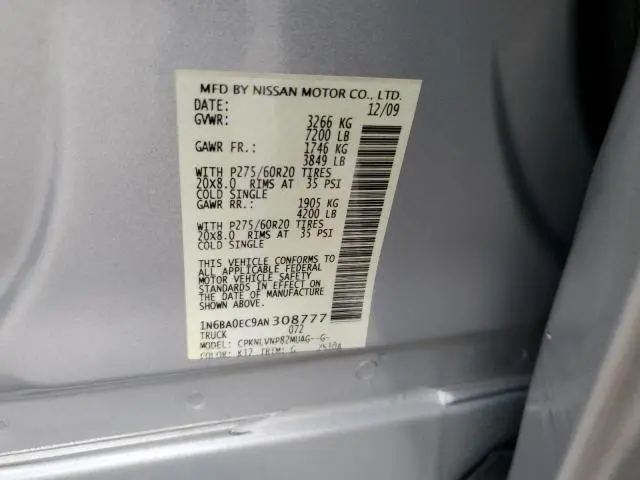 MFD BY NISSAN MOTOR CO., LTD.
DATE: 12/09
GVWR: 3266 KG
7200 LB
GAWR FR.: 1746 KG
3849 LB
WITH P275/60R20 TIRES
20X8.0 RIMS AT 35 PSI
COLD SINGLE
GAWR RR.: 1905 KG
4200 LB
WITH P275/60R20 TIRES
20X8.0 RIMS AT 35 PSI
COLD SINGLE
THIS VEHICLE CONFORMS TO
ALL APPLICABLE FEDERAL
MOTOR VEHICLE SAFETY
STANDARDS IN EFFECT ON
THE DATE OF MANUFACTURE
SHOWN ABOVE.
1N6BA0EC9AN308777
TRUCK 072
MODEL: CPKNLVNP82MUAG--G-
COLOR: K12 TRIM: G